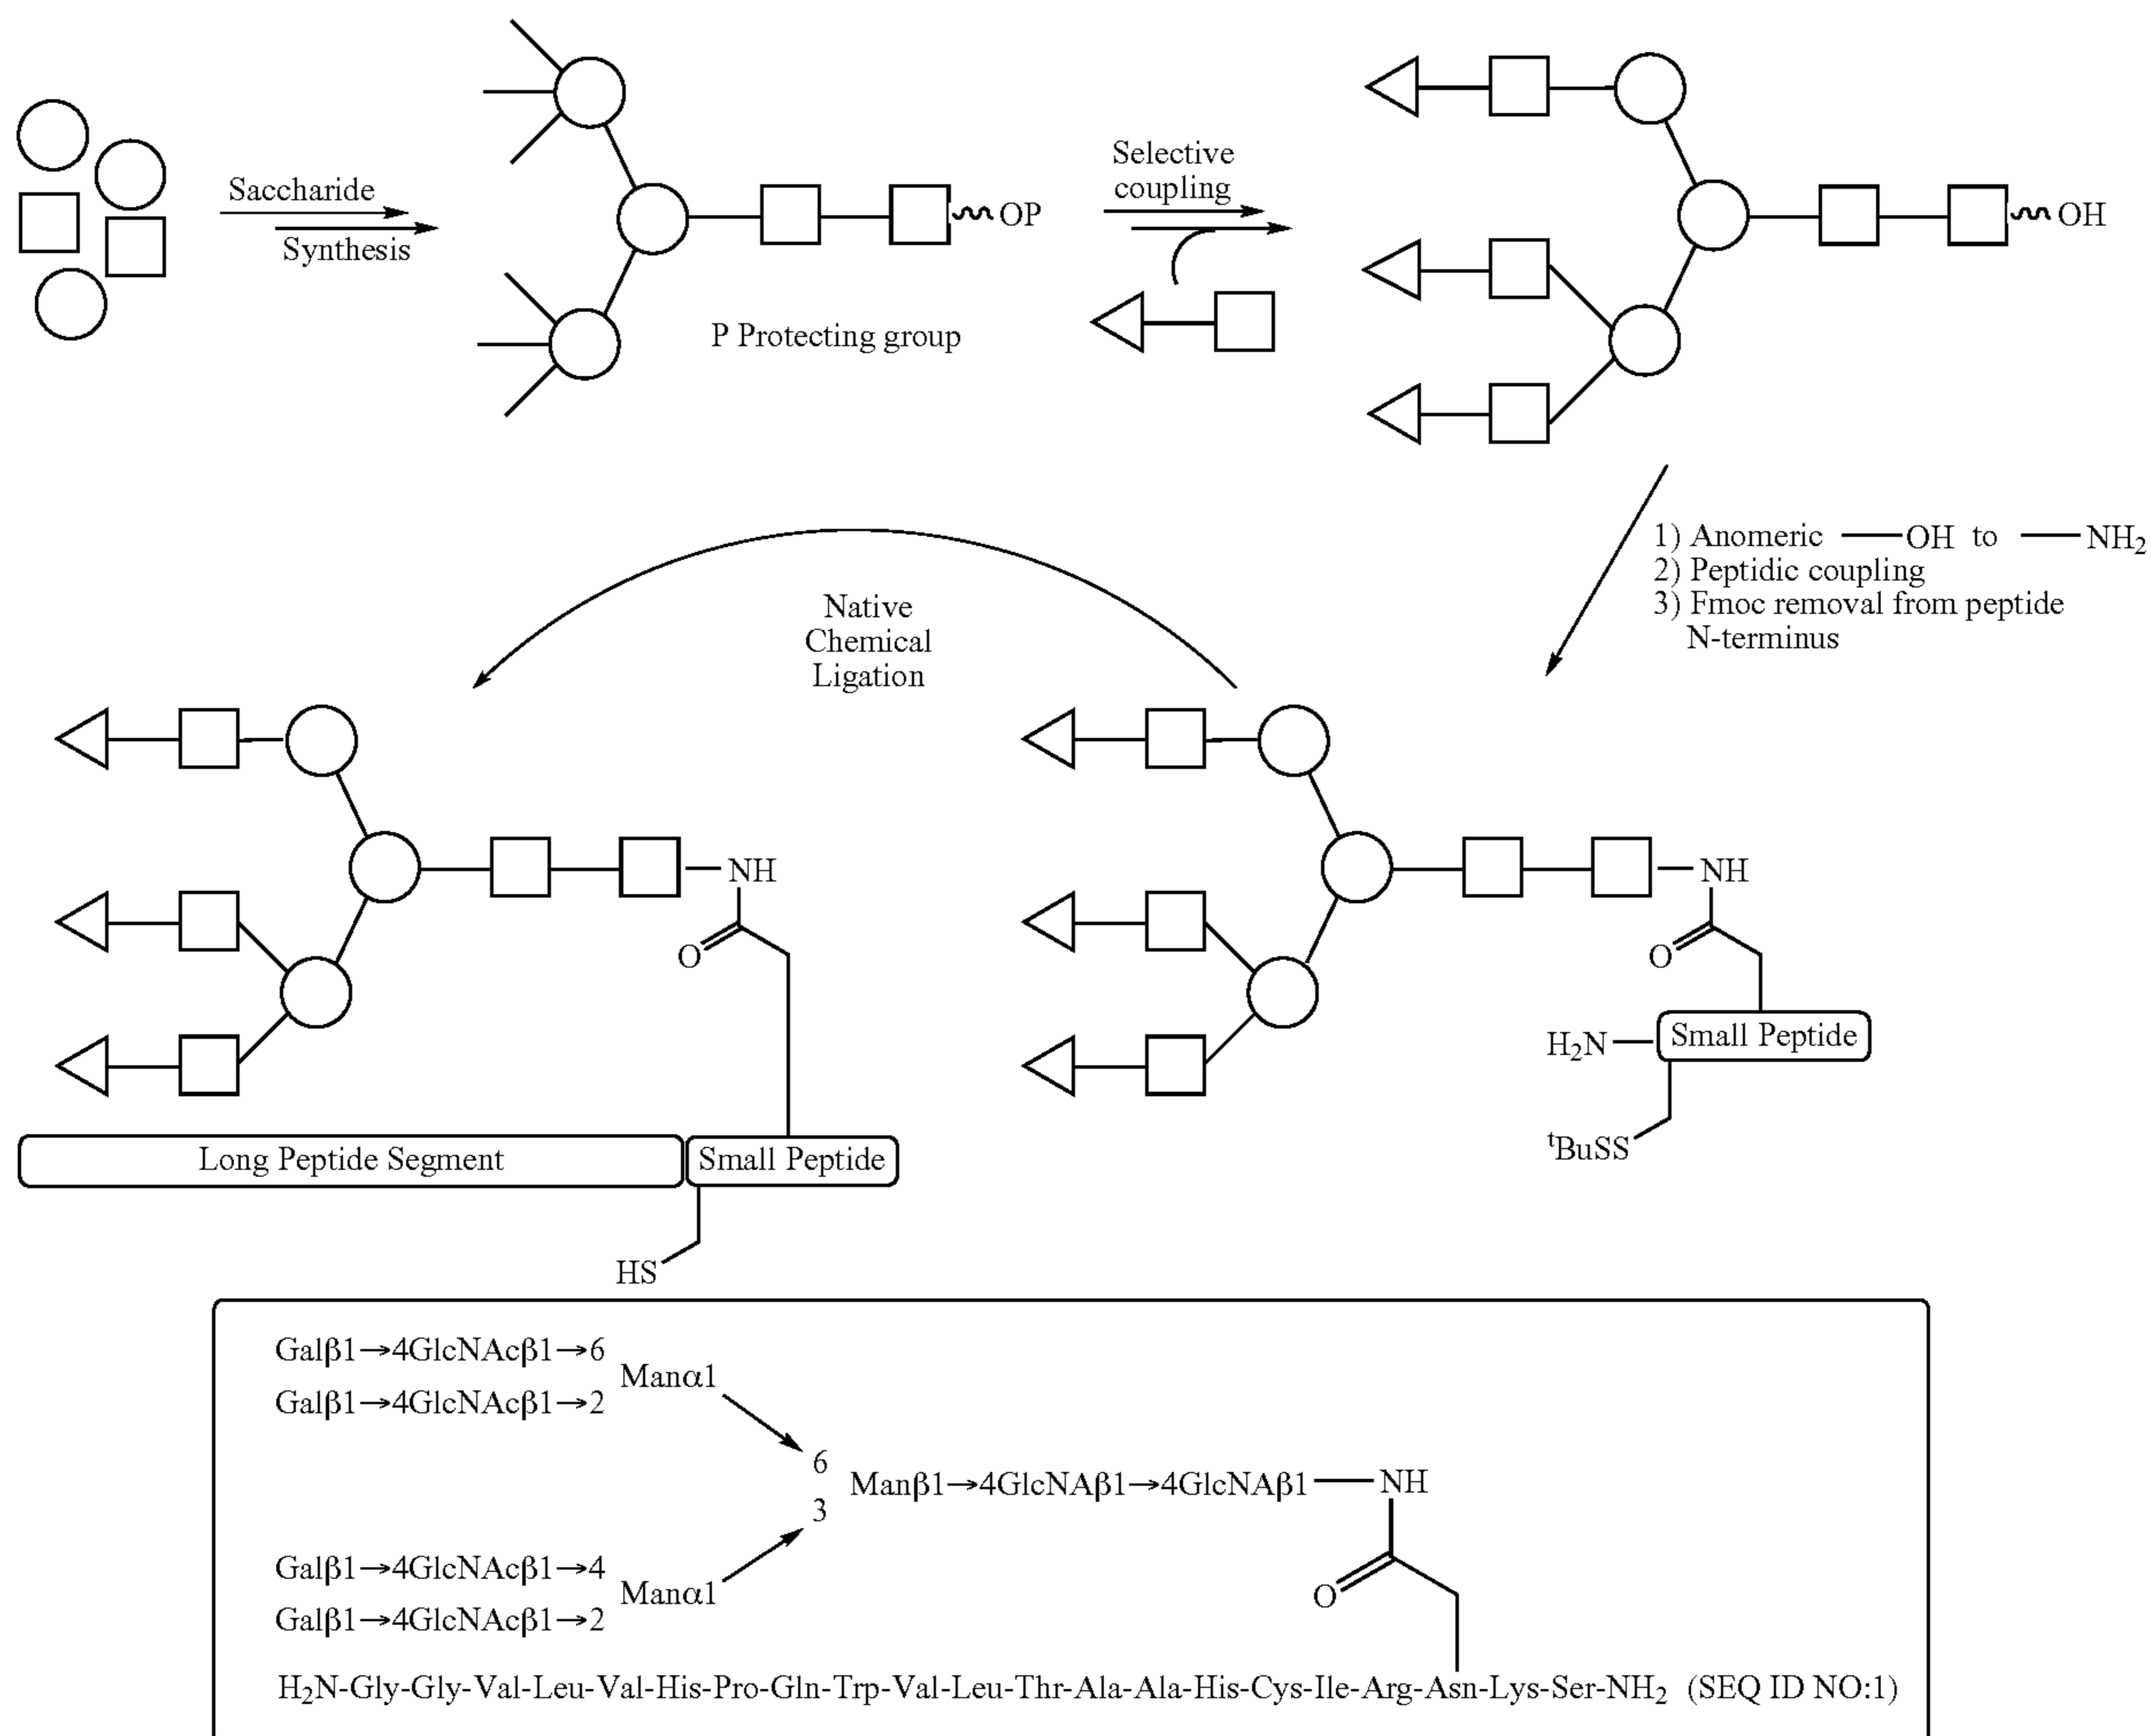 Saccharide
Synthesis
OP
P Protecting group
Selective
coupling
OH
1) Anomeric —OH to —NH2
2) Peptidic coupling
3) Fmoc removal from peptide
N-terminus
Native
Chemical
Ligation
NH
O
Long Peptide Segment
Small Peptide
HS
NH
O
H2N
Small Peptide
tBuSS
Galβ1→4GlcNAcβ1→6
Galβ1→4GlcNAcβ1→2
Manα1
6
3
Manβ1→4GlcNAβ1→4GlcNAβ1—NH
O
Galβ1→4GlcNAcβ1→4
Galβ1→4GlcNAcβ1→2
Manα1
H2N-Gly-Gly-Val-Leu-Val-His-Pro-Gln-Trp-Val-Leu-Thr-Ala-Ala-His-Cys-Ile-Arg-Asn-Lys-Ser-NH2 (SEQ ID NO:1)